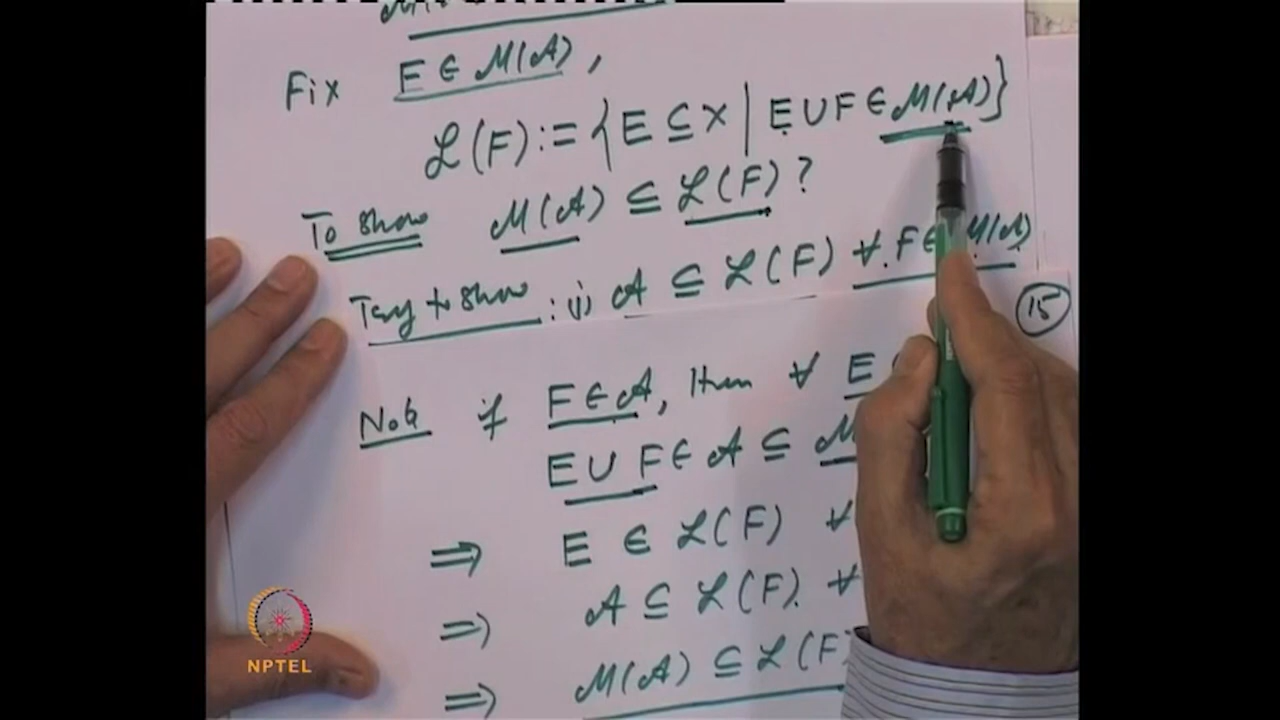 Fix F ∈ M(A),
L(F) := { E ⊆ X | E ∪ F ∈ M(A) }
To show M(A) ⊆ L(F) ?
Try to show : (i) A ⊆ L(F) ∀ F ∈ M(A)
15
Note if F ∈ A, then ∀ E
E ∪ F ∈ A ⊆ M
⇒ E ∈ L(F) ∀
⇒ A ⊆ L(F). ∀
⇒ M(A) ⊆ L(F)
NPTEL